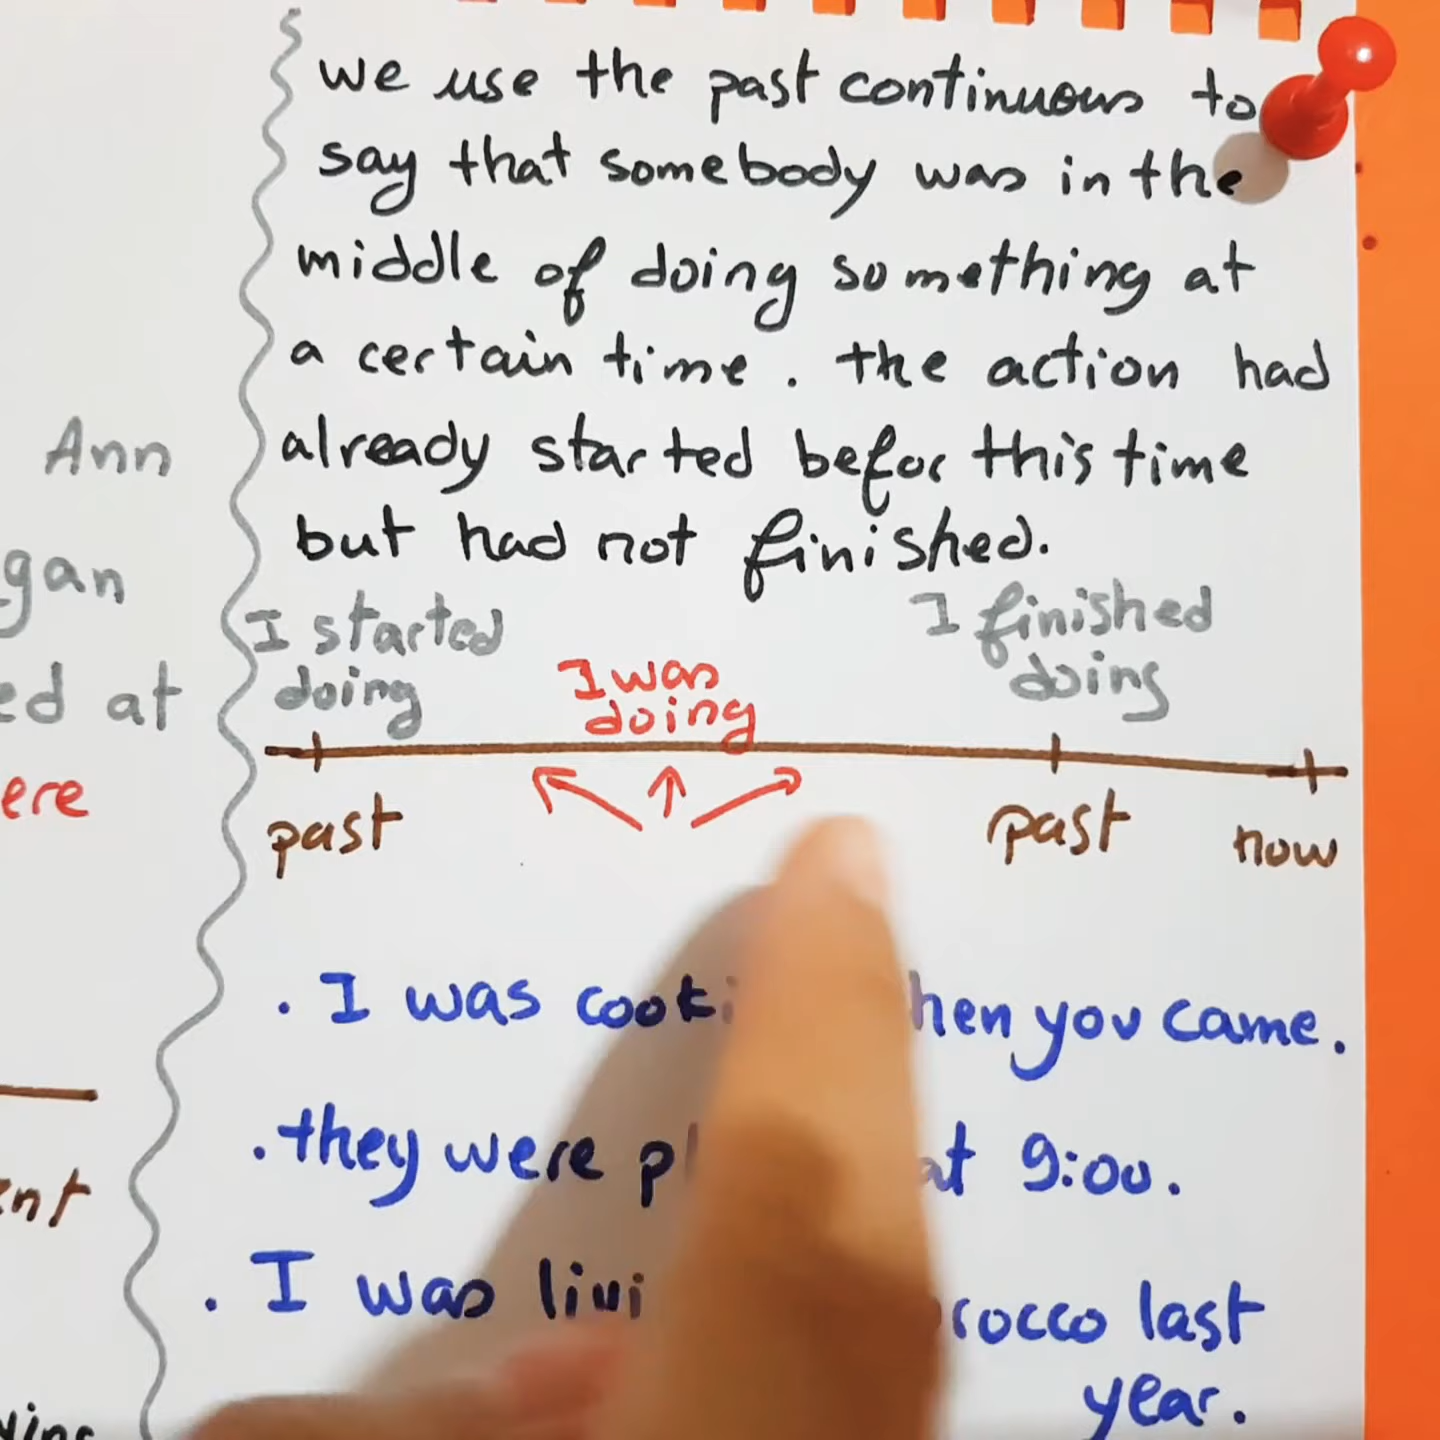 we use the past continuous to
say that somebody was in the
middle of doing something at
a certain time. the action had
already started befor this time
but had not finished.
I started
doing
I was
doing
I finished
doing
past
past
now
. I was cooki hen you came.
. they were pl at 9:00.
. I was livi rocco last
year.
Ann
gan
ed at
ere
ent